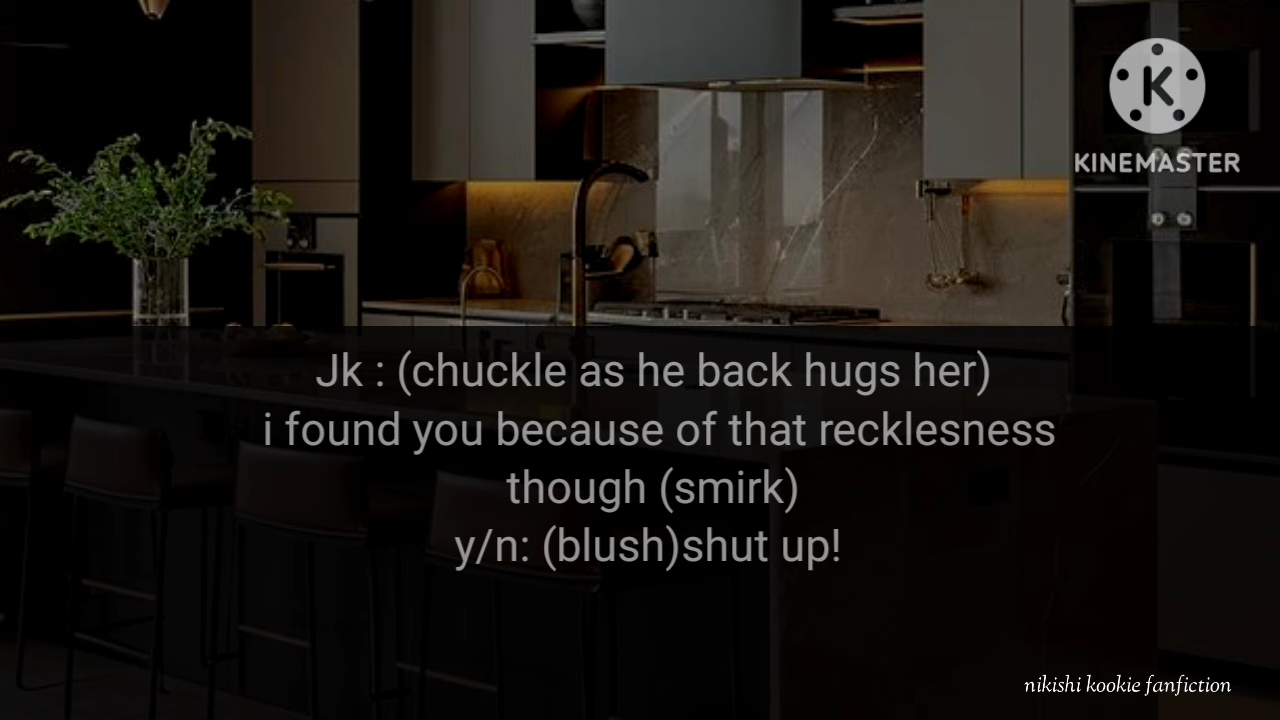 KINEMASTER
Jk : (chuckle as he back hugs her)
i found you because of that recklesness
though (smirk)
y/n: (blush)shut up!
nikishi kookie fanfiction